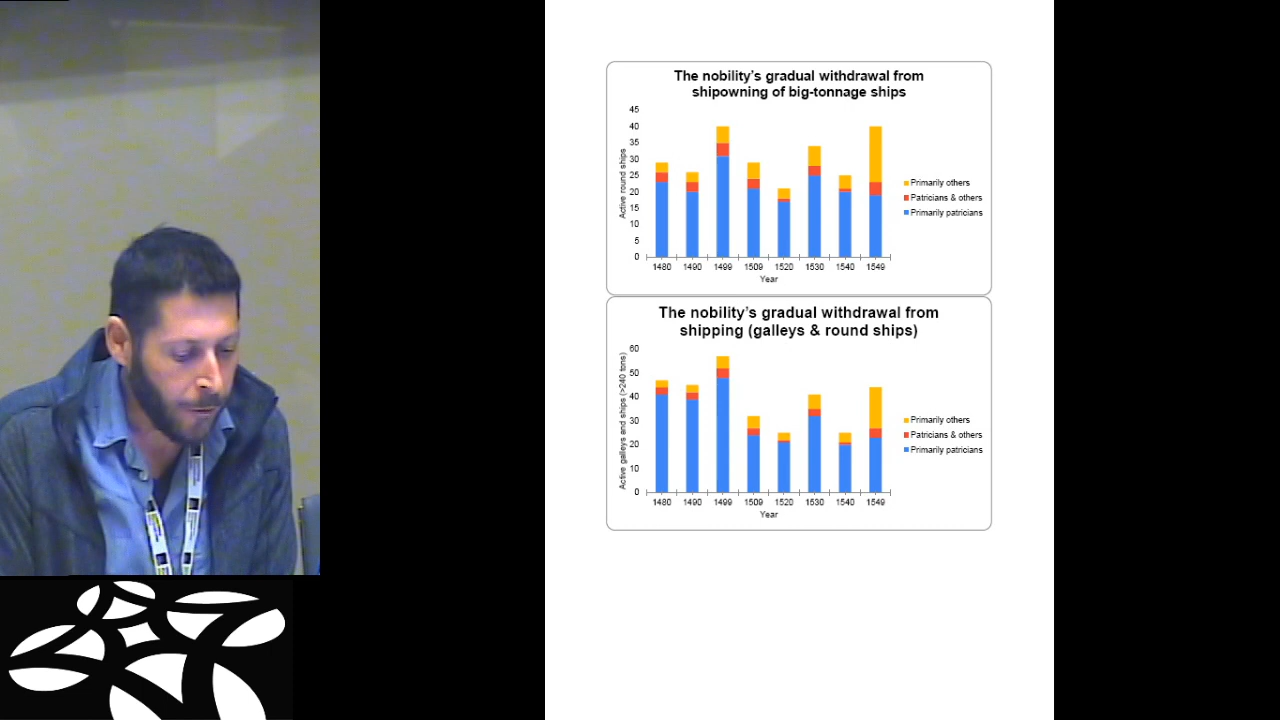 The nobility's gradual withdrawal from
shipowning of big-tonnage ships
Active round ships
45
40
35
30
25
20
15
10
5
0
1480 1490 1499 1509 1520 1530 1540 1549
Year
Primarily others
Patricians & others
Primarily patricians
The nobility's gradual withdrawal from
shipping (galleys & round ships)
Active galleys and ships (>240 tons)
60
50
40
30
20
10
0
1480 1490 1499 1509 1520 1530 1540 1549
Year
Primarily others
Patricians & others
Primarily patricians